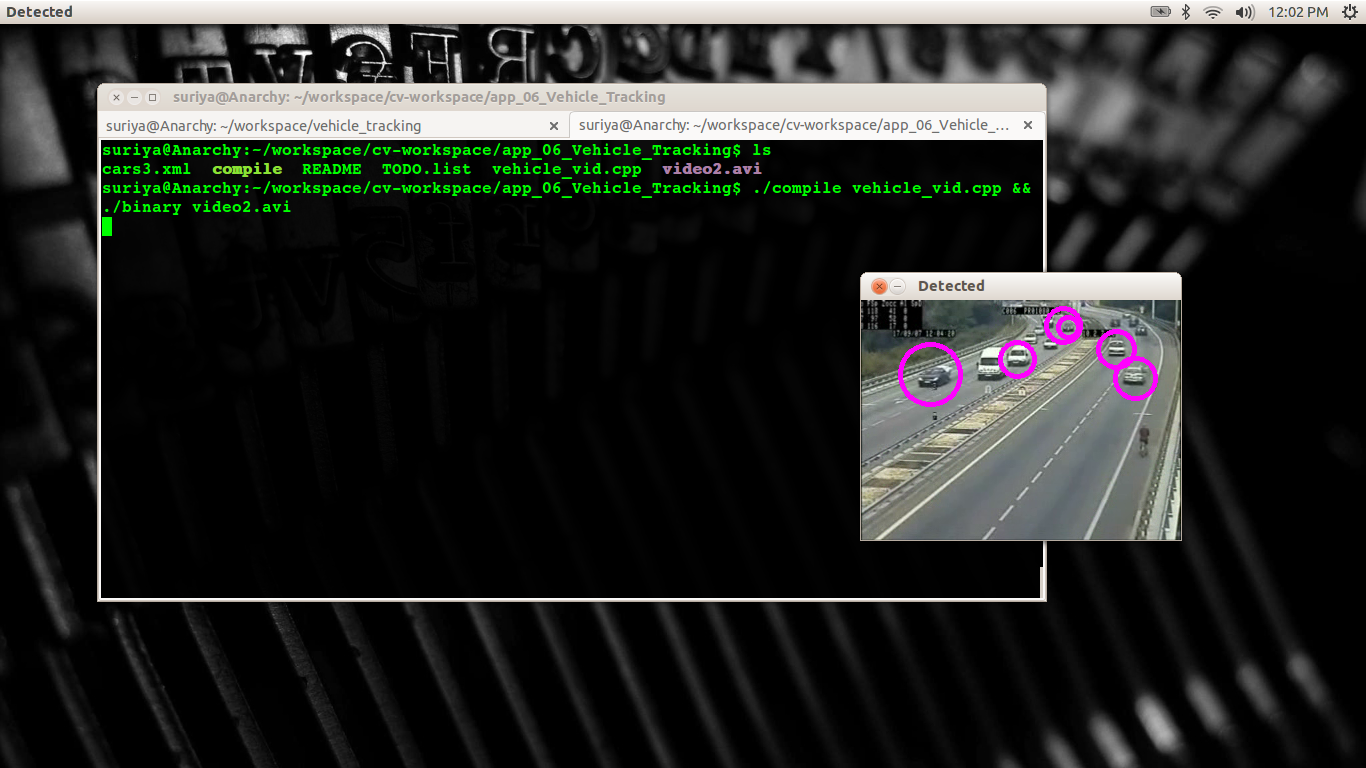 Detected
12:02 PM
suriya@Anarchy: ~/workspace/cv-workspace/app_06_Vehicle_Tracking
suriya@Anarchy: ~/workspace/vehicle_tracking
suriya@Anarchy: ~/workspace/cv-workspace/app_06_Vehicle_...
suriya@Anarchy:~/workspace/cv-workspace/app_06_Vehicle_Tracking$ ls
cars3.xml compile README TODO.list vehicle_vid.cpp video2.avi
suriya@Anarchy:~/workspace/cv-workspace/app_06_Vehicle_Tracking$ ./compile vehicle_vid.cpp &&
./binary video2.avi
Detected